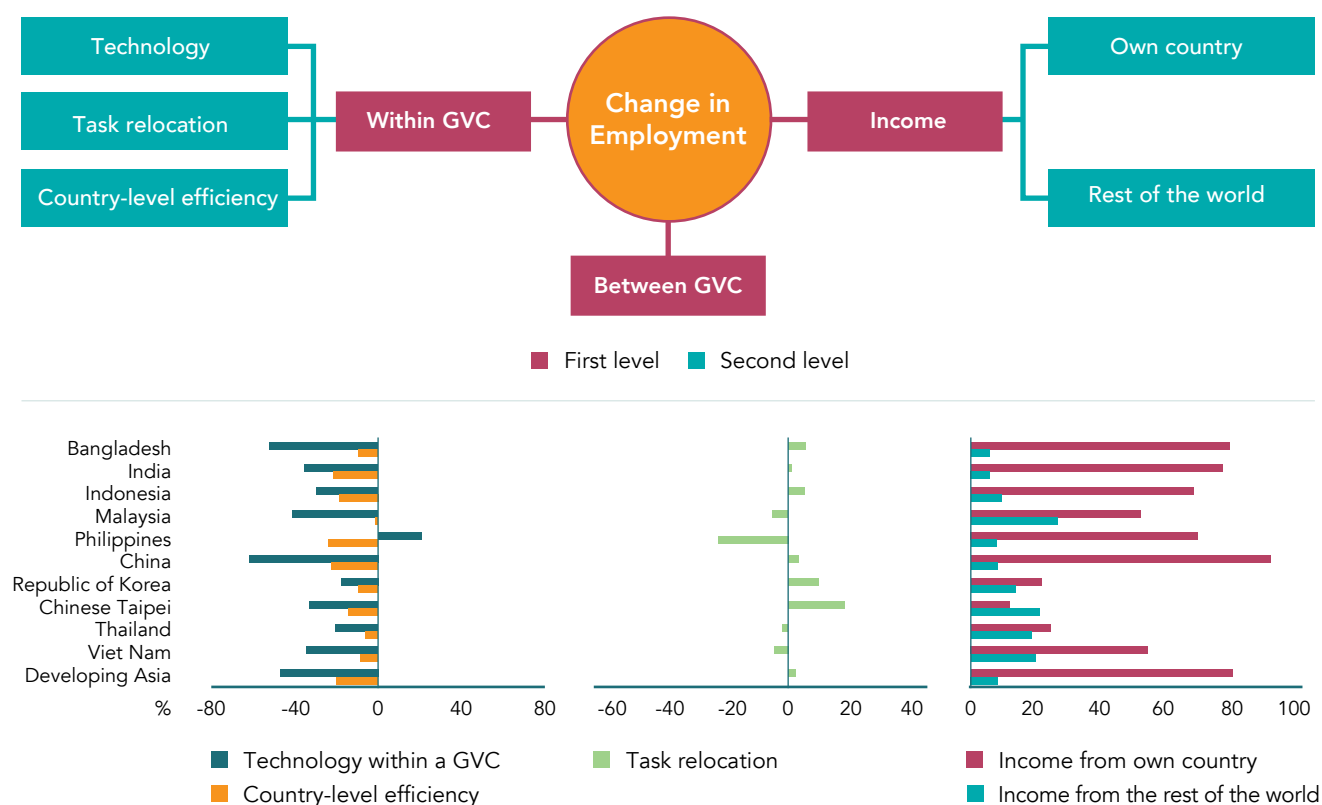 Technology
Task relocation
Country-level efficiency
Within GVC
Change in
Employment
Income
Own country
Rest of the world
Between GVC
First level
Second level
Bangladesh
India
Indonesia
Malaysia
Philippines
China
Republic of Korea
Chinese Taipei
Thailand
Viet Nam
Developing Asia
% -80 -40 0 40 80
-60 -40 -20 0 20 40
0 20 40 60 80 100
Technology within a GVC
Country-level efficiency
Task relocation
Income from own country
Income from the rest of the world